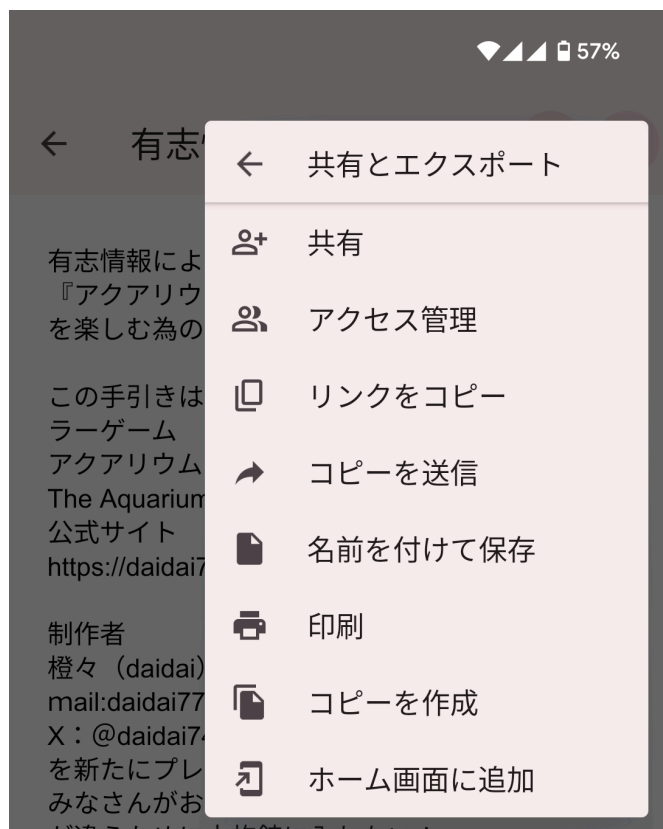 57%
有志
共有とエクスポート
共有
アクセス管理
リンクをコピー
コピーを送信
名前を付けて保存
印刷
コピーを作成
ホーム画面に追加
有志情報によ
『アクアリウ
を楽しむ為の
この手引きは
ラーゲーム
アクアリウム
The Aquarium
公式サイト
https://daidai7
制作者
橙々（daidai）
mail:daidai77
X：@daidai74
を新たにプレ
みなさんがお